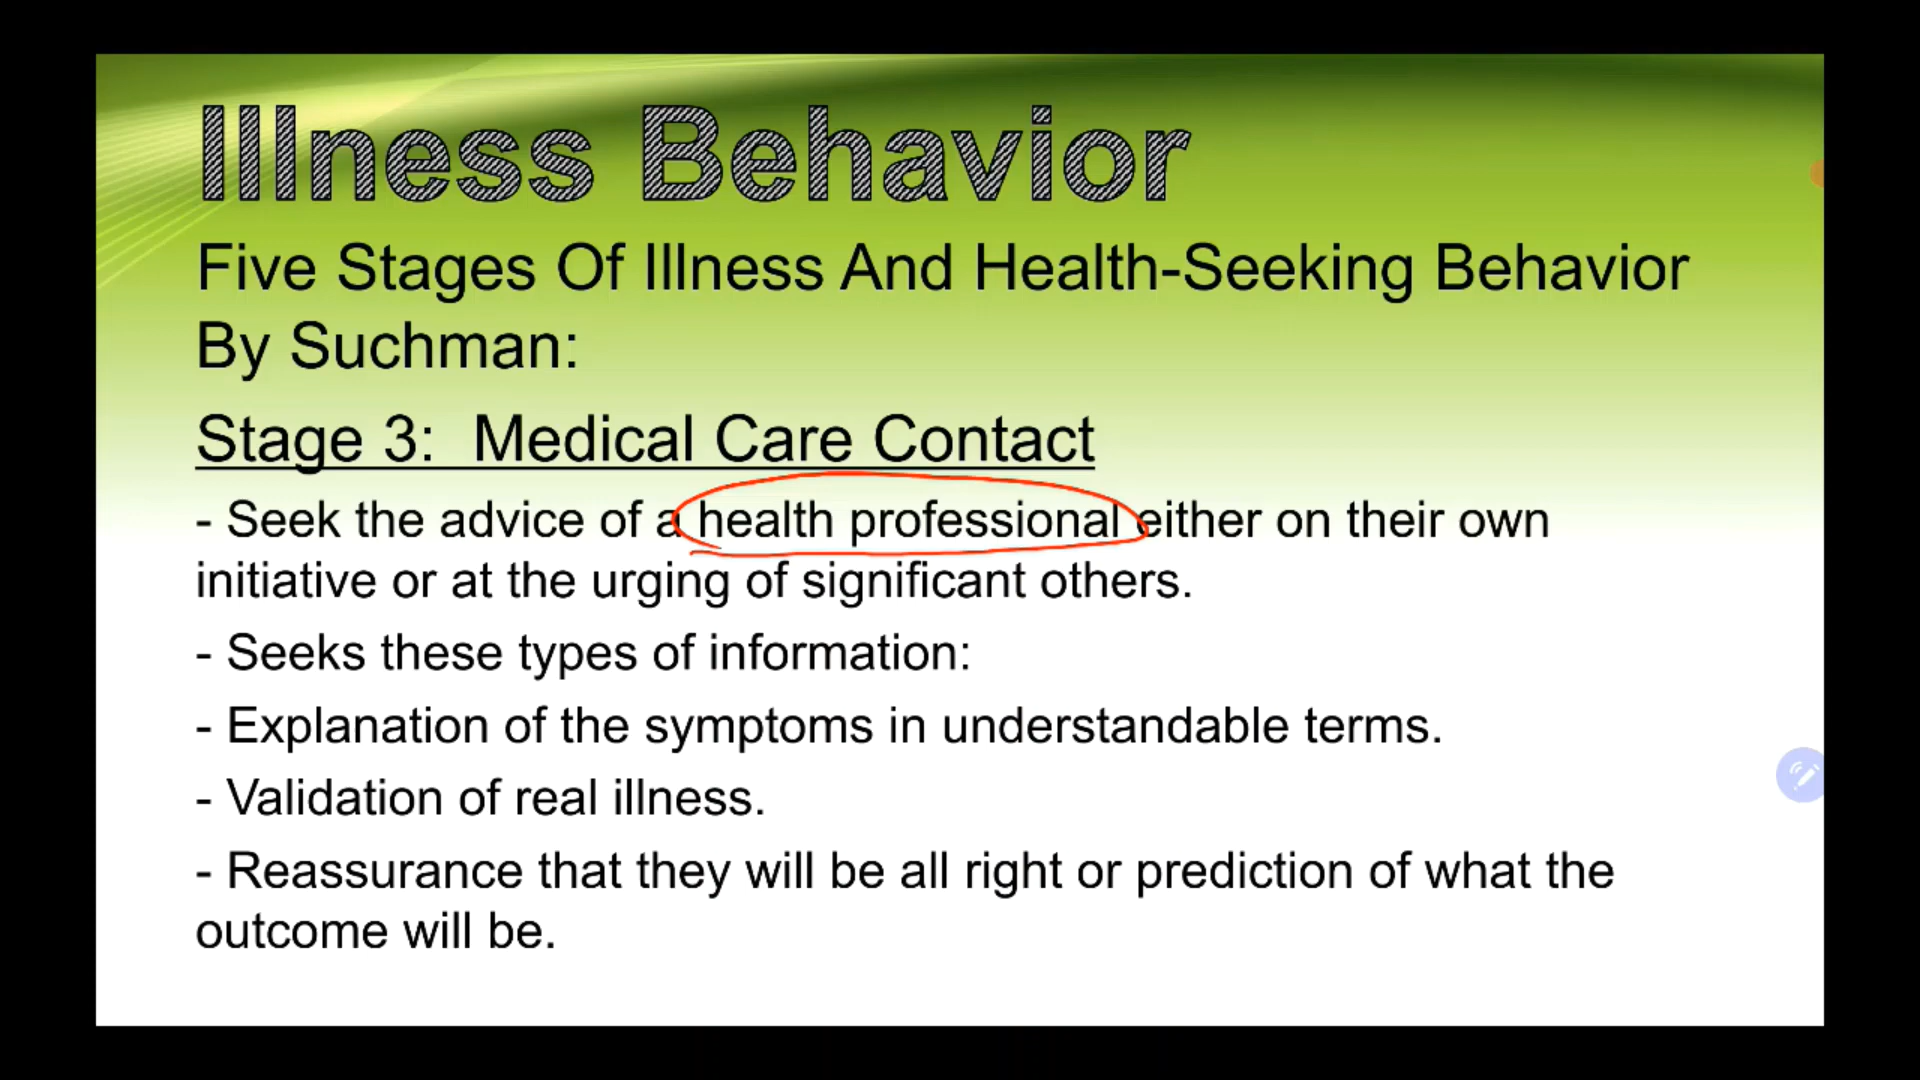 Illness Behavior
Five Stages Of Illness And Health-Seeking Behavior
By Suchman:
Stage 3:  Medical Care Contact
- Seek the advice of a health professional either on their own
initiative or at the urging of significant others.
- Seeks these types of information:
- Explanation of the symptoms in understandable terms.
- Validation of real illness.
- Reassurance that they will be all right or prediction of what the
outcome will be.